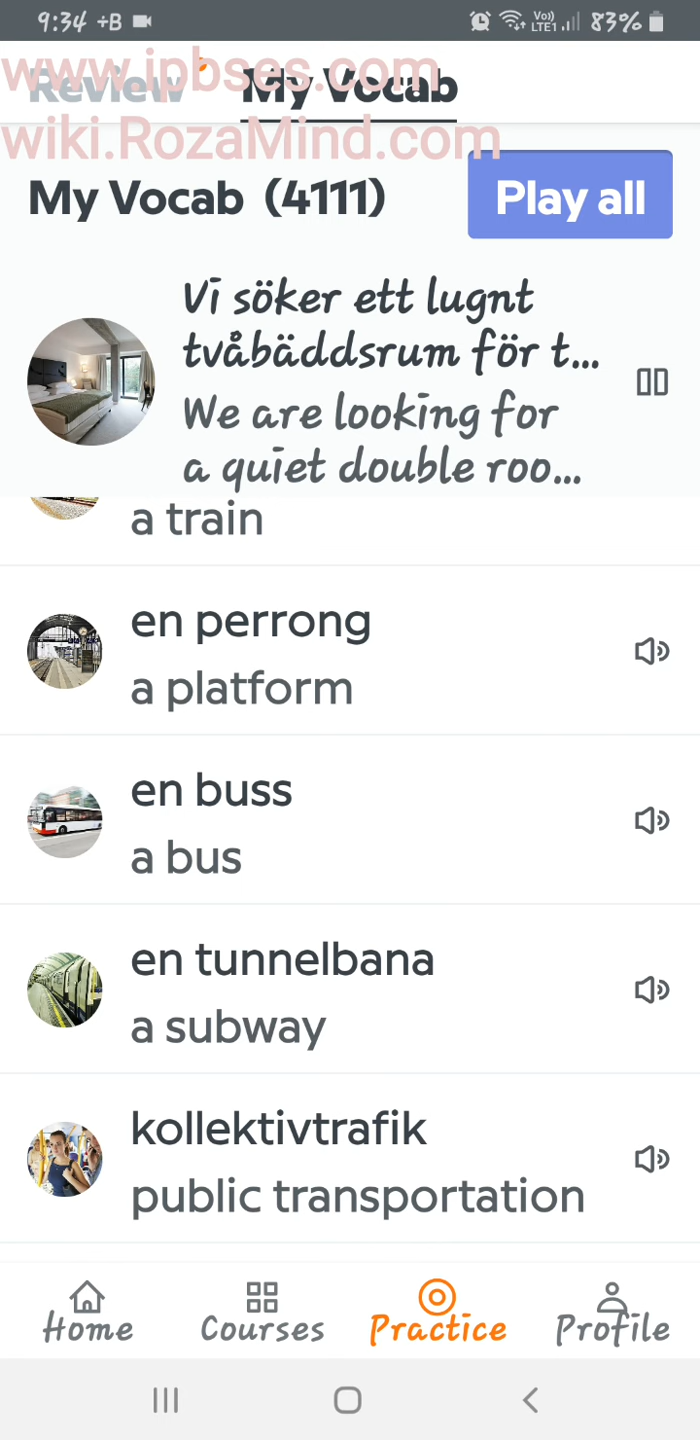 9:34 ÷B Vo) LTE1 83%
www.ipbses.com
Review My Vocab
wiki.RozaMind.com
My Vocab (4111) Play all
Vi söker ett lugnt
tvåbäddsrum för t...
We are looking for
a quiet double roo...
a train
en perrong
a platform
en buss
a bus
en tunnelbana
a subway
kollektivtrafik
public transportation
Home Courses Practice Profile